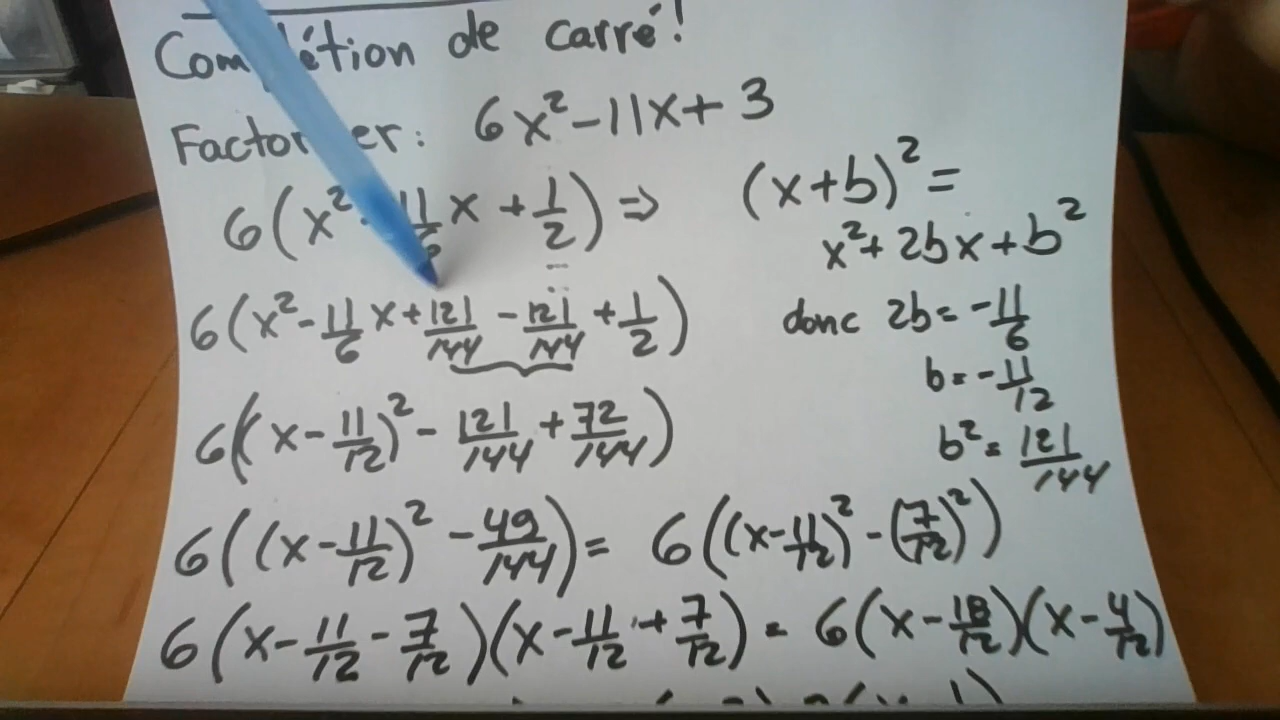 Complétion de carré!
Factoriser: 6x² - 11x + 3
6(x² - 11/6 x + 1/2) ⇒
(x+b)² =
x² + 2bx + b²
6(x² - 11/6 x + 121/144 - 121/144 + 1/2)
donc 2b = -11/6
b = -11/12
b² = 121/144
6((x - 11/12)² - 121/144 + 72/144)
6((x - 11/12)² - 49/144) = 6((x - 11/12)² - (7/12)²)
6(x - 11/12 - 7/12)(x - 11/12 + 7/12) = 6(x - 18/12)(x - 4/12)